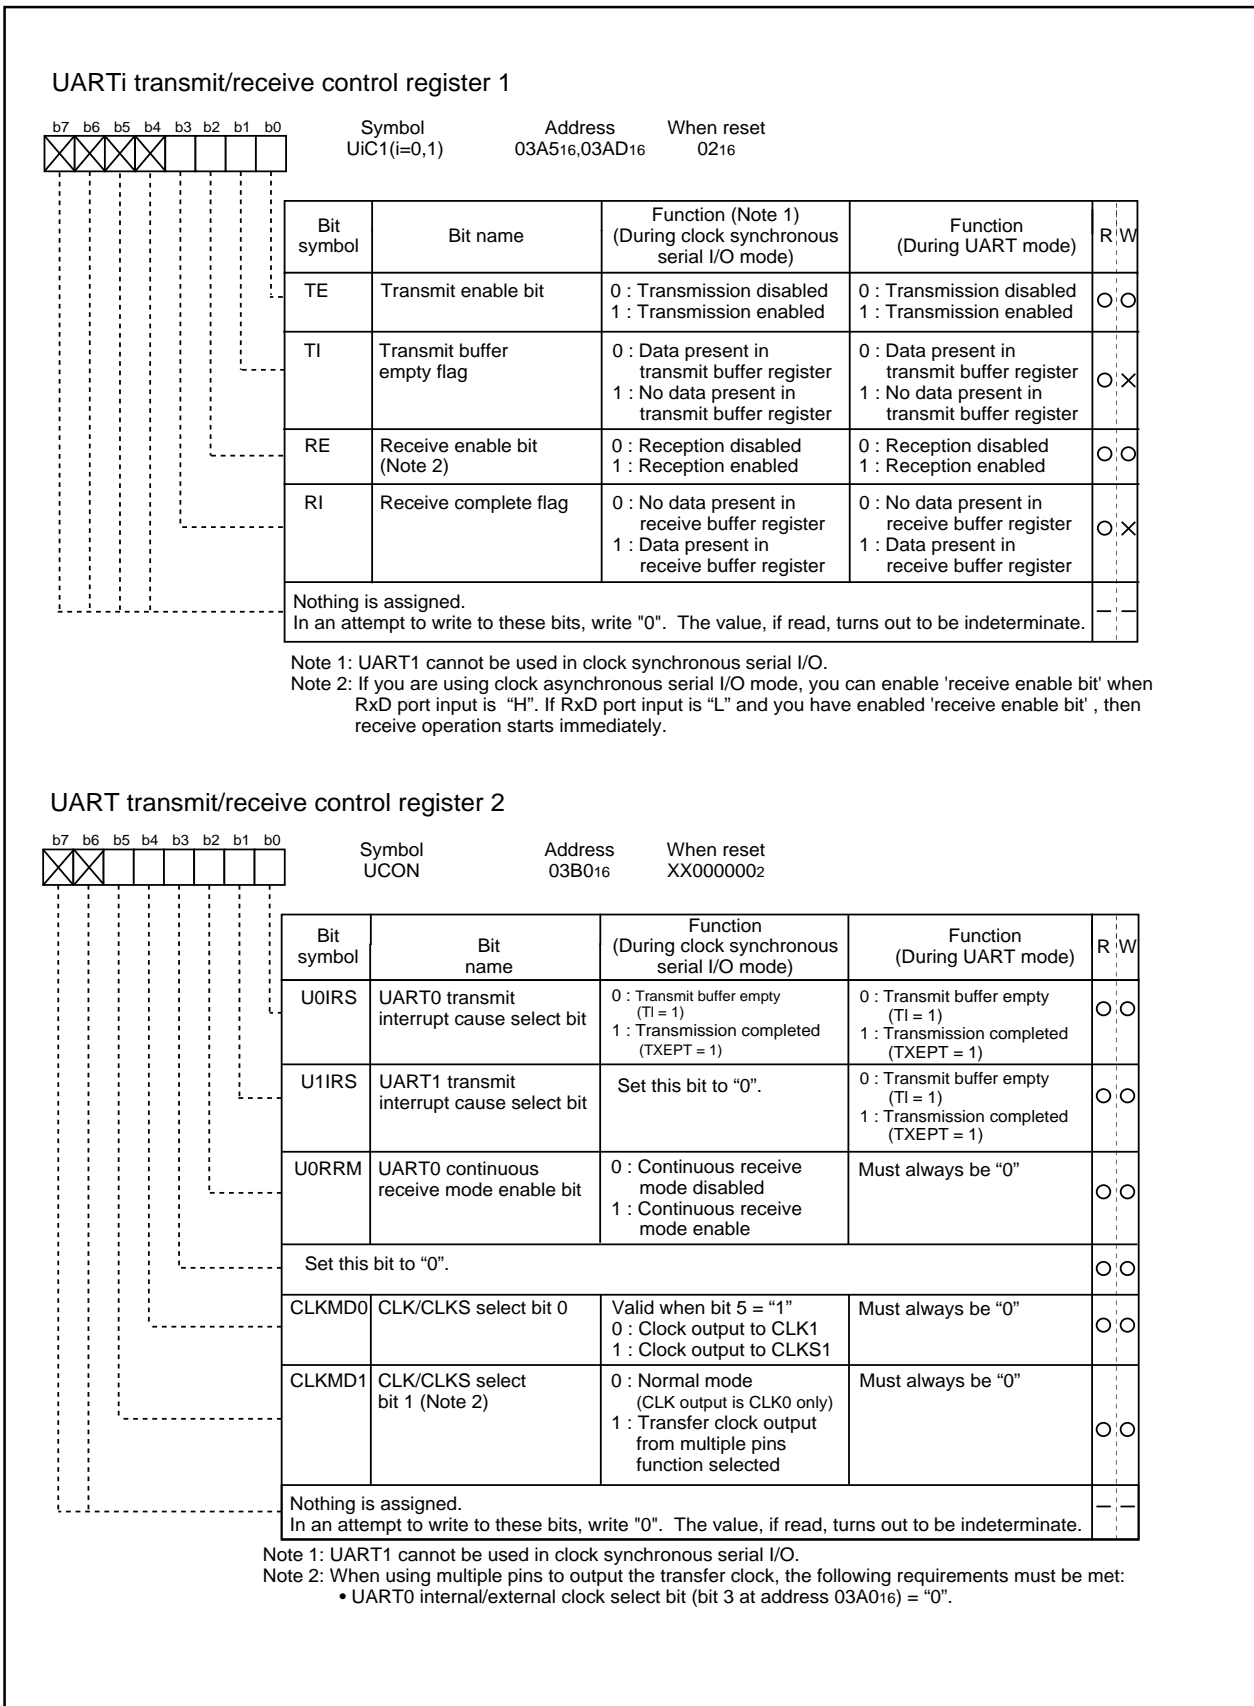 UARTi transmit/receive control register 1
b7 b6 b5 b4 b3 b2 b1 b0
Symbol Address When reset
UiC1(i=0,1) 03A516,03AD16 0216
Bit symbol Bit name Function (Note 1) (During clock synchronous serial I/O mode) Function (During UART mode) R W
TE Transmit enable bit 0 : Transmission disabled 0 : Transmission disabled
1 : Transmission enabled 1 : Transmission enabled
TI Transmit buffer 0 : Data present in 0 : Data present in
empty flag transmit buffer register transmit buffer register
1 : No data present in 1 : No data present in
transmit buffer register transmit buffer register
RE Receive enable bit 0 : Reception disabled 0 : Reception disabled
(Note 2) 1 : Reception enabled 1 : Reception enabled
RI Receive complete flag 0 : No data present in 0 : No data present in
receive buffer register receive buffer register
1 : Data present in 1 : Data present in
receive buffer register receive buffer register
Nothing is assigned.
In an attempt to write to these bits, write "0". The value, if read, turns out to be indeterminate.
Note 1: UART1 cannot be used in clock synchronous serial I/O.
Note 2: If you are using clock asynchronous serial I/O mode, you can enable 'receive enable bit' when
RxD port input is “H”. If RxD port input is “L” and you have enabled 'receive enable bit' , then
receive operation starts immediately.
UART transmit/receive control register 2
b7 b6 b5 b4 b3 b2 b1 b0
Symbol Address When reset
UCON 03B016 XX0000002
Bit symbol Bit name Function (During clock synchronous serial I/O mode) Function (During UART mode) R W
U0IRS UART0 transmit 0 : Transmit buffer empty 0 : Transmit buffer empty
interrupt cause select bit (TI = 1) (TI = 1)
1 : Transmission completed 1 : Transmission completed
(TXEPT = 1) (TXEPT = 1)
U1IRS UART1 transmit Set this bit to “0”. 0 : Transmit buffer empty
interrupt cause select bit (TI = 1)
1 : Transmission completed
(TXEPT = 1)
U0RRM UART0 continuous 0 : Continuous receive Must always be “0”
receive mode enable bit mode disabled
1 : Continuous receive
mode enable
Set this bit to “0”.
CLKMD0 CLK/CLKS select bit 0 Valid when bit 5 = “1” Must always be “0”
0 : Clock output to CLK1
1 : Clock output to CLKS1
CLKMD1 CLK/CLKS select 0 : Normal mode Must always be “0”
bit 1 (Note 2) (CLK output is CLK0 only)
1 : Transfer clock output
from multiple pins
function selected
Nothing is assigned.
In an attempt to write to these bits, write "0". The value, if read, turns out to be indeterminate.
Note 1: UART1 cannot be used in clock synchronous serial I/O.
Note 2: When using multiple pins to output the transfer clock, the following requirements must be met:
• UART0 internal/external clock select bit (bit 3 at address 03A016) = “0”.